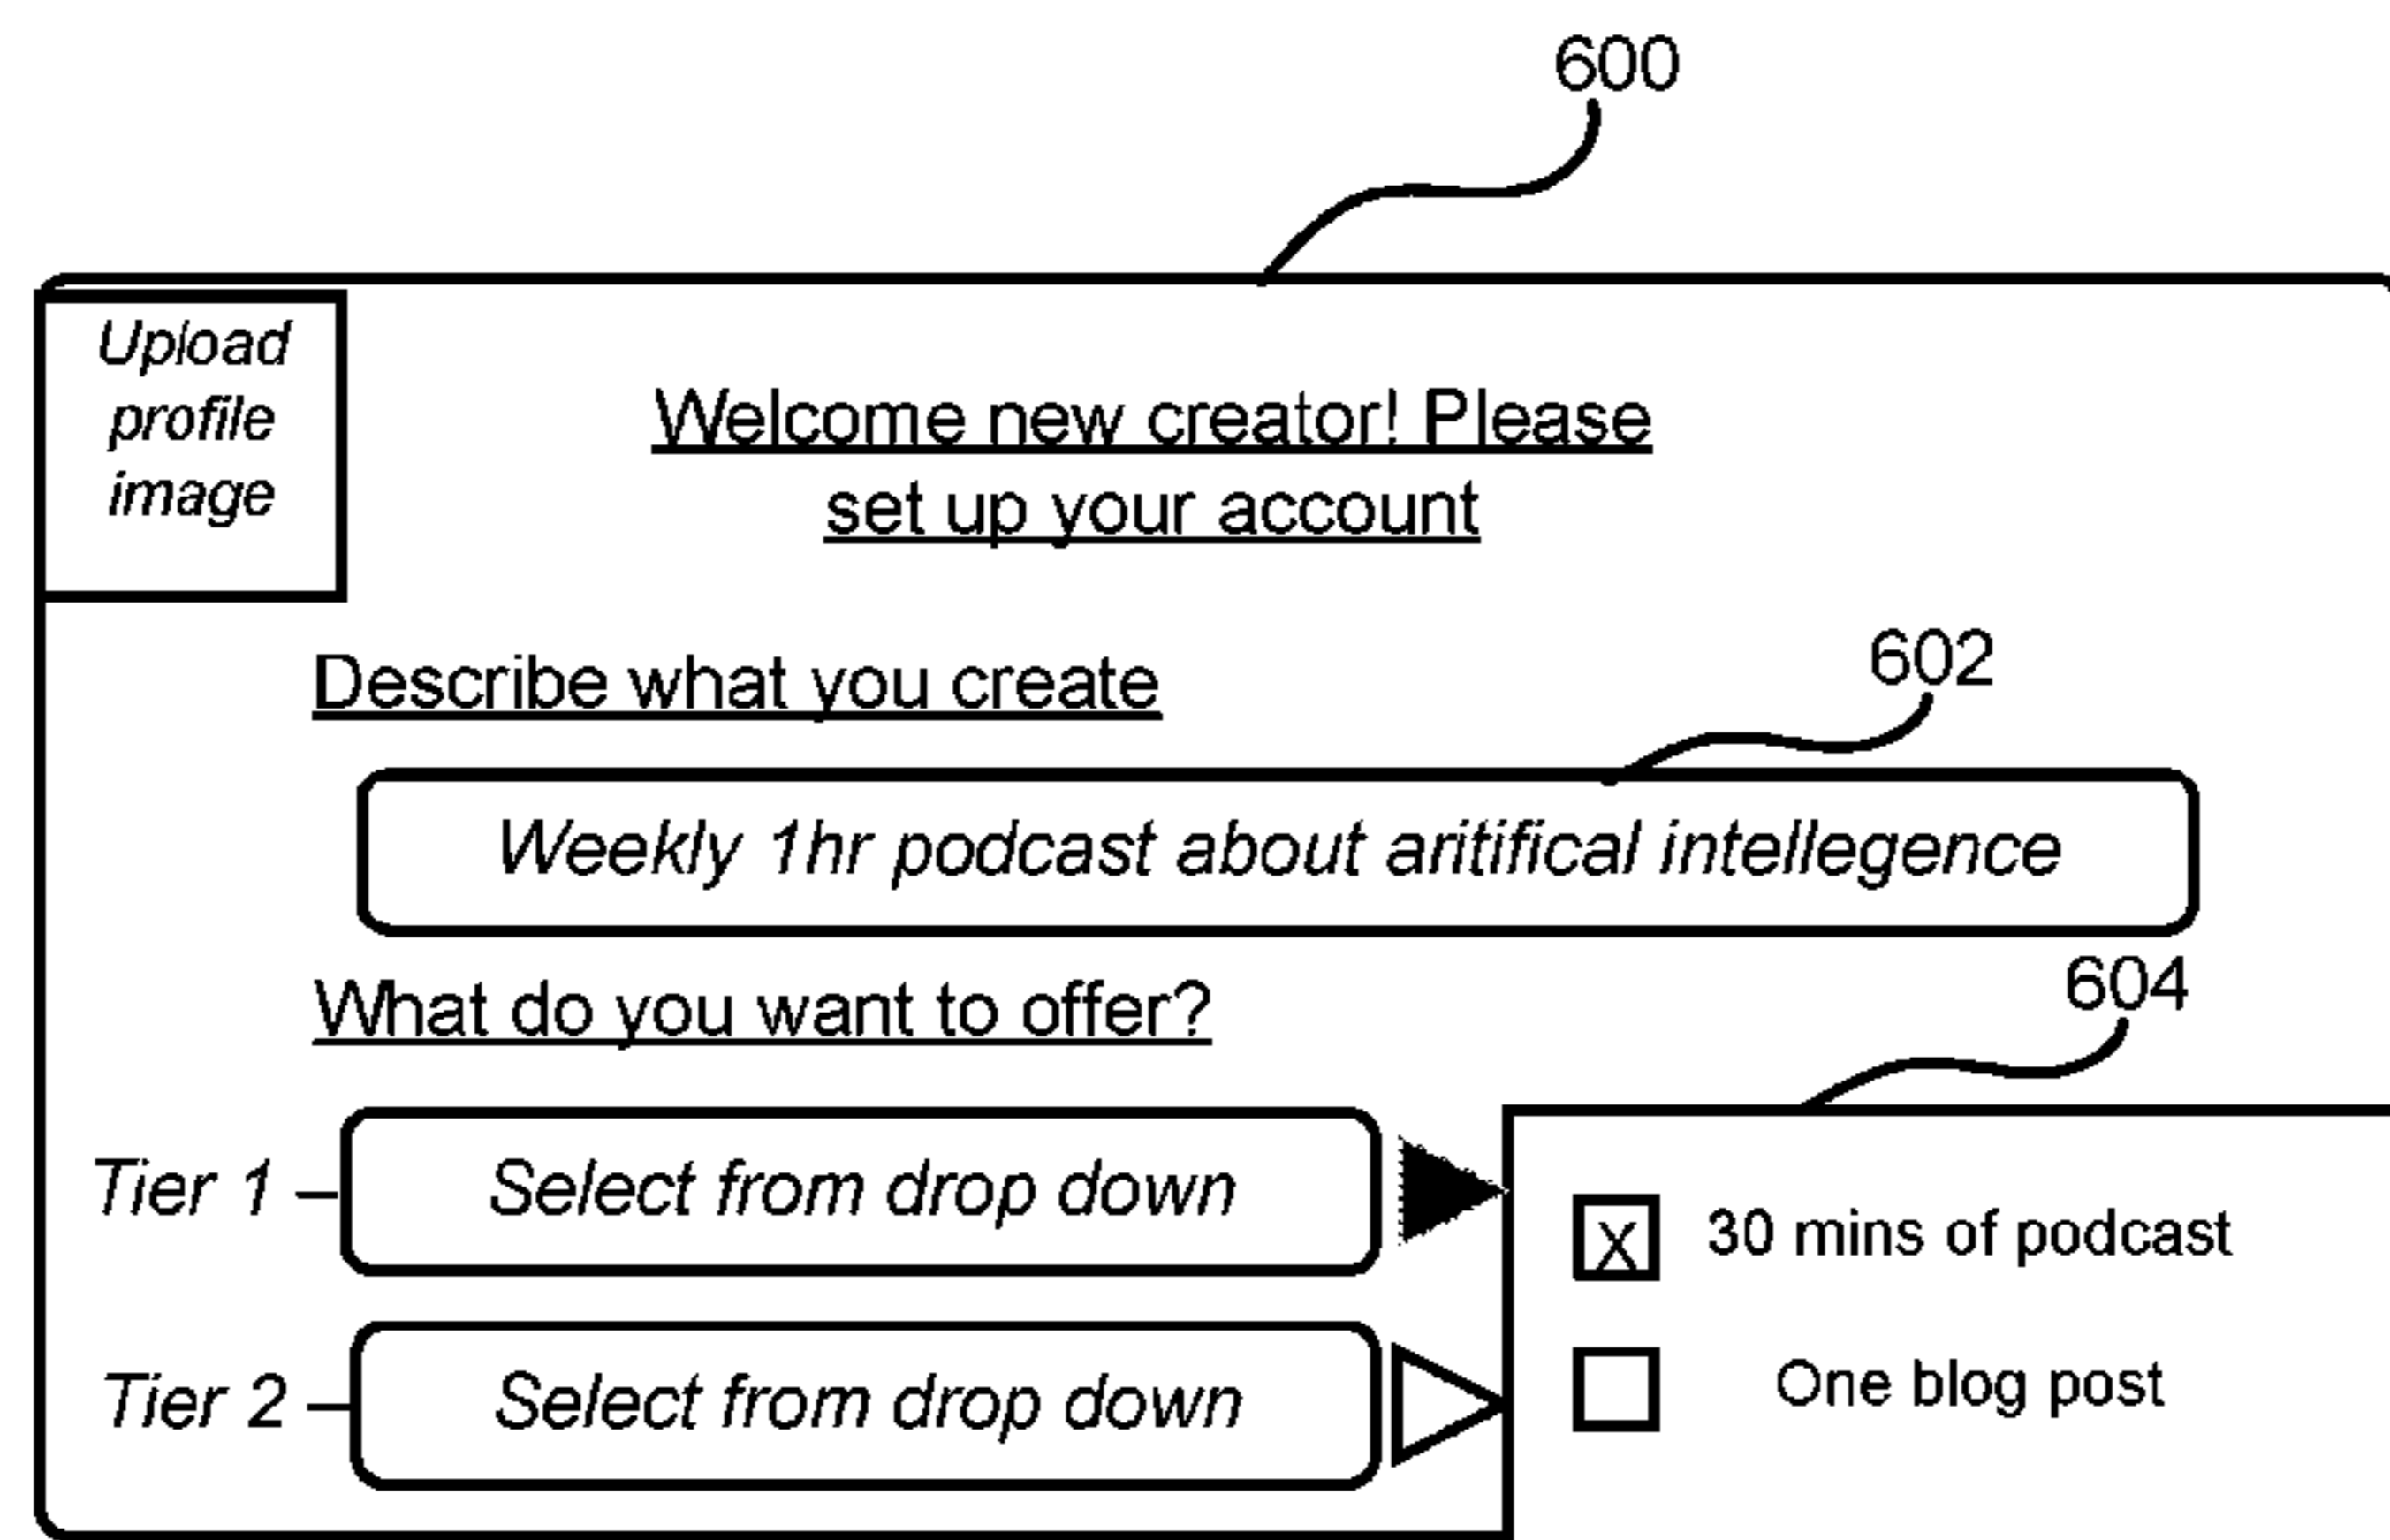 600
Upload
profile
image
Welcome new creator! Please
set up your account
Describe what you create
602
Weekly 1hr podcast about aritifical intellegence
What do you want to offer?
604
Tier 1
Select from drop down
X 30 mins of podcast
Tier 2
Select from drop down
One blog post